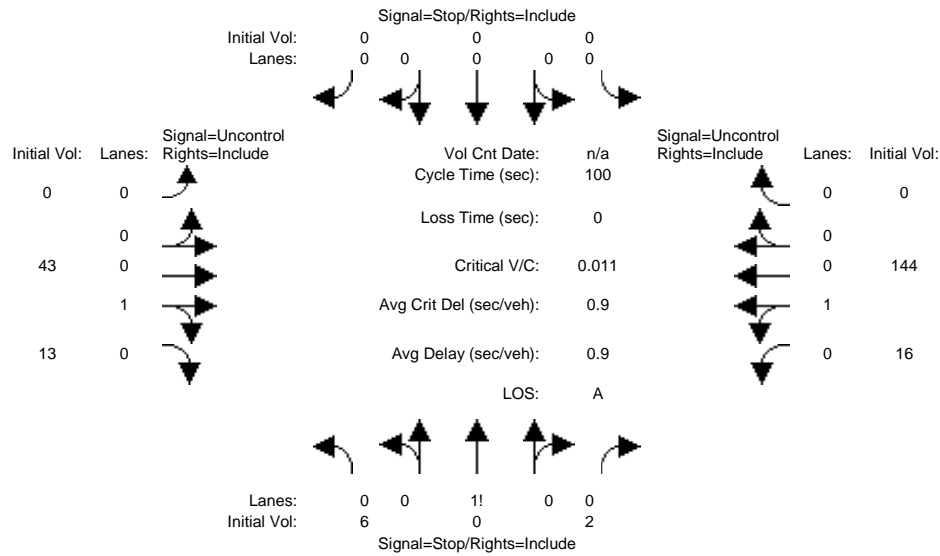 Signal=Stop/Rights=Include
Initial Vol: 0 0 0
Lanes: 0 0 0 0 0
Signal=Uncontrol Signal=Uncontrol
Initial Vol: Lanes: Rights=Include Vol Cnt Date: n/a Rights=Include Lanes: Initial Vol:
Cycle Time (sec): 100
0 0 0 0
Loss Time (sec): 0
0 0
43 0 Critical V/C: 0.011 0 144
1 Avg Crit Del (sec/veh): 0.9 1
13 0 Avg Delay (sec/veh): 0.9 0 16
LOS: A
Lanes: 0 0 1! 0 0
Initial Vol: 6 0 2
Signal=Stop/Rights=Include